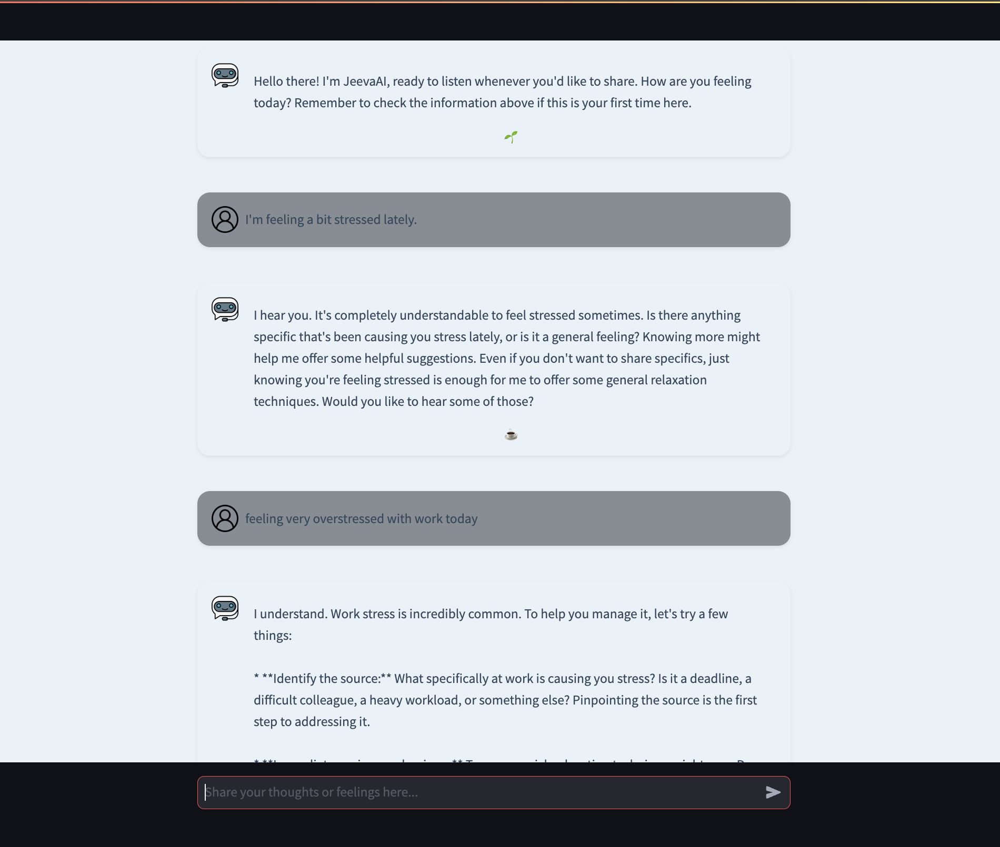 Hello there! I'm JeevaAI, ready to listen whenever you'd like to share. How are you feeling
today? Remember to check the information above if this is your first time here.
I'm feeling a bit stressed lately.
I hear you. It's completely understandable to feel stressed sometimes. Is there anything
specific that's been causing you stress lately, or is it a general feeling? Knowing more might
help me offer some helpful suggestions. Even if you don't want to share specifics, just
knowing you're feeling stressed is enough for me to offer some general relaxation
techniques. Would you like to hear some of those?
feeling very overstressed with work today
I understand. Work stress is incredibly common. To help you manage it, let's try a few
things:
* **Identify the source:** What specifically at work is causing you stress? Is it a deadline, a
difficult colleague, a heavy workload, or something else? Pinpointing the source is the first
step to addressing it.
Share your thoughts or feelings here...